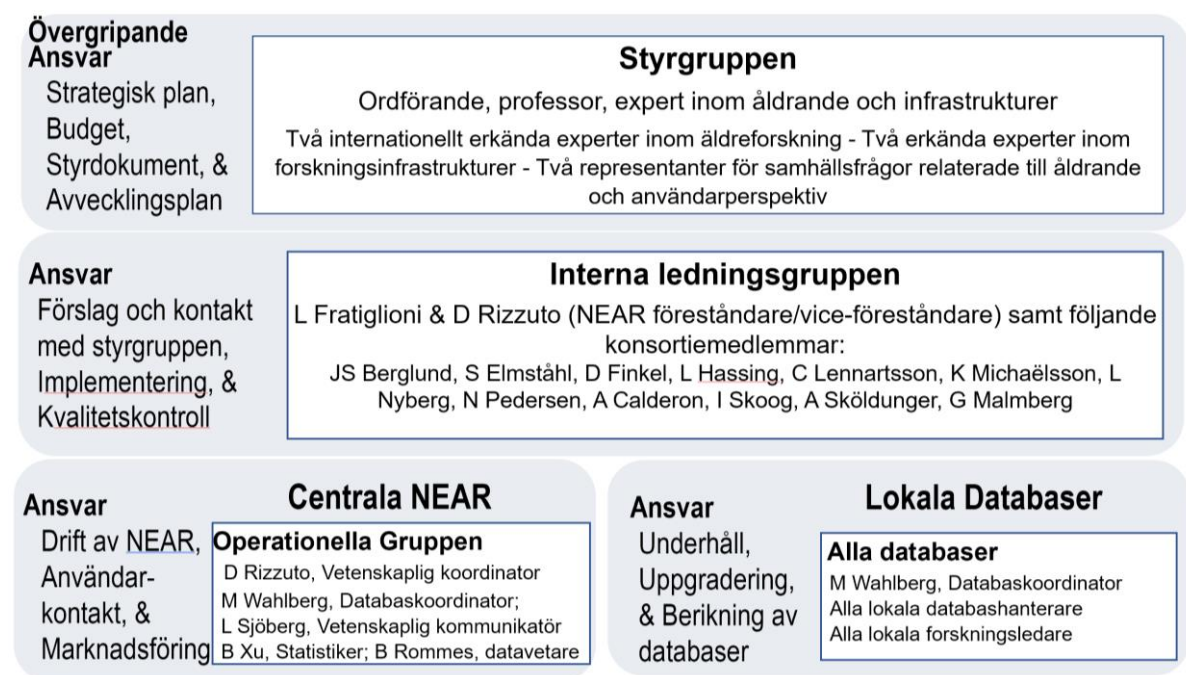 Övergripande
Ansvar
Strategisk plan,
Budget,
Styrdokument, &
Avvecklingsplan
Styrgruppen
Ordförande, professor, expert inom åldrande och infrastrukturer
Två internationellt erkända experter inom äldreforskning - Två erkända experter inom
forskningsinfrastrukturer - Två representanter för samhällsfrågor relaterade till åldrande
och användarperspektiv
Ansvar
Förslag och kontakt
med styrgruppen,
Implementering, &
Kvalitetskontroll
Interna ledningsgruppen
L Fratiglioni & D Rizzuto (NEAR föreståndare/vice-föreståndare) samt följande
konsortiemedlemmar:
JS Berglund, S Elmståhl, D Finkel, L Hassing, C Lennartsson, K Michaëlsson, L
Nyberg, N Pedersen, A Calderon, I Skoog, A Sköldunger, G Malmberg
Ansvar
Drift av NEAR,
Användar-
kontakt, &
Marknadsföring
Centrala NEAR
Operationella Gruppen
D Rizzuto, Vetenskaplig koordinator
M Wahlberg, Databaskoordinator;
L Sjöberg, Vetenskaplig kommunikatör
B Xu, Statistiker; B Rommes, datavetare
Ansvar
Underhåll,
Uppgradering,
& Berikning av
databaser
Lokala Databaser
Alla databaser
M Wahlberg, Databaskoordinator
Alla lokala databashanterare
Alla lokala forskningsledare